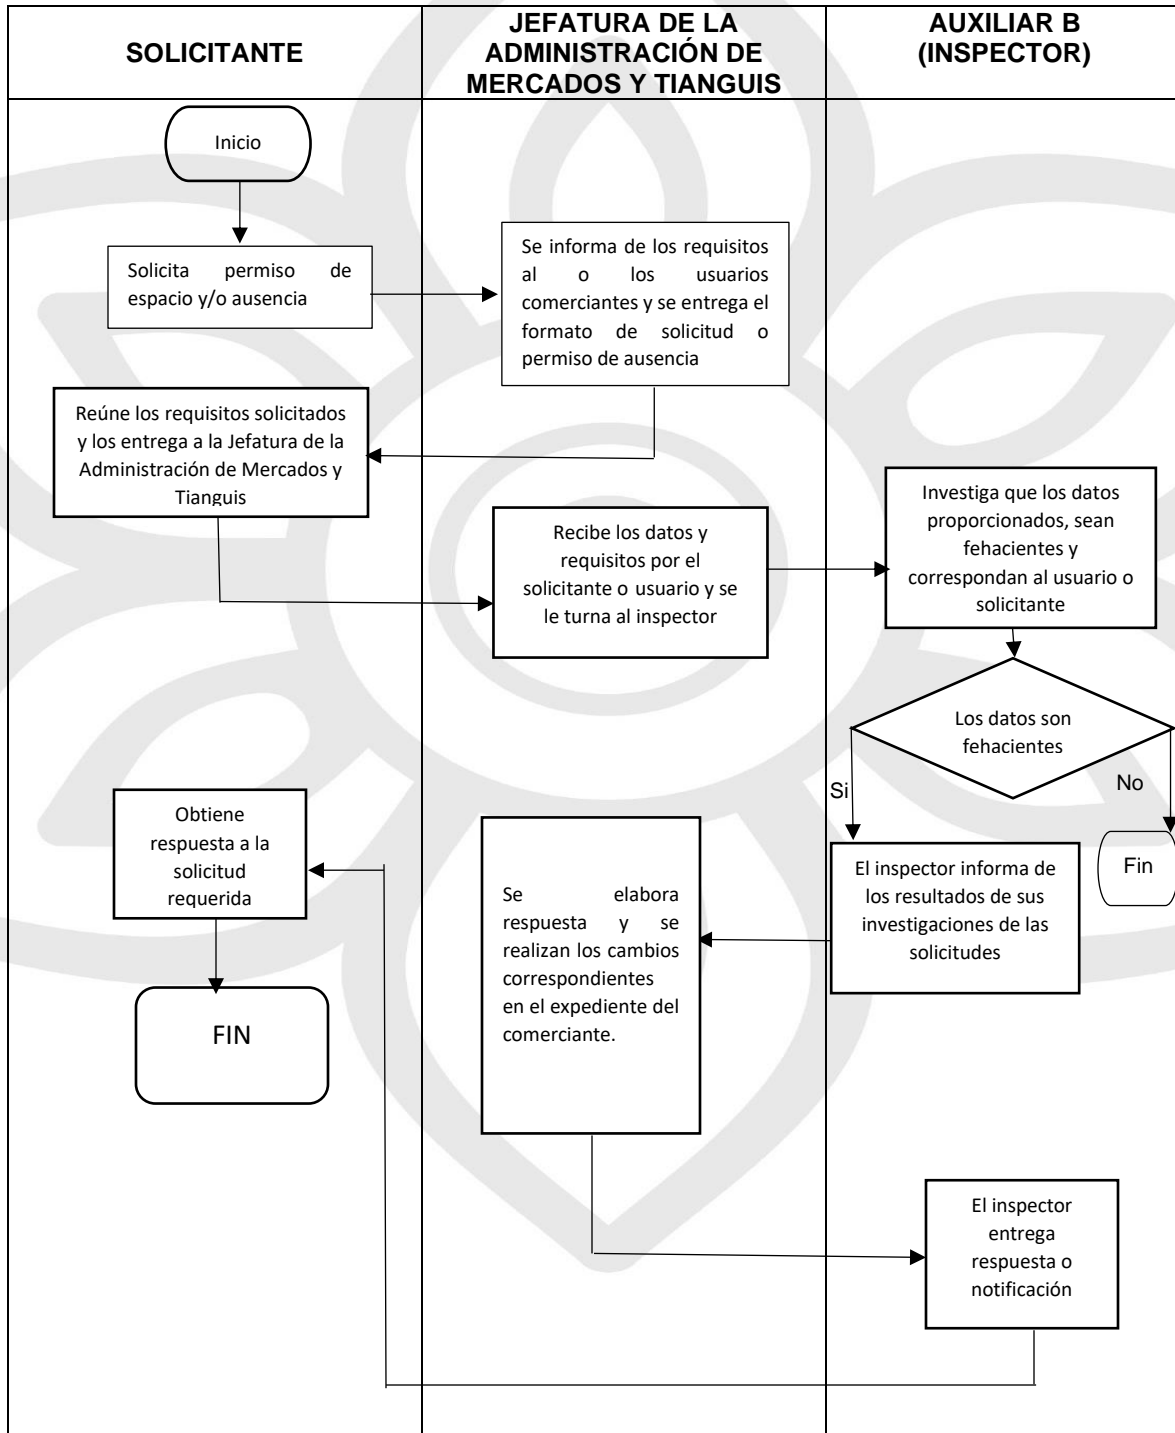 SOLICITANTE
JEFATURA DE LA
ADMINISTRACIÓN DE
MERCADOS Y TIANGUIS
AUXILIAR B
(INSPECTOR)
Inicio
Solicita permiso de
espacio y/o ausencia
Se informa de los requisitos
al o los usuarios
comerciantes y se entrega el
formato de solicitud o
permiso de ausencia
Reúne los requisitos solicitados
y los entrega a la Jefatura de la
Administración de Mercados y
Tianguis
Recibe los datos y
requisitos por el
solicitante o usuario y se
le turna al inspector
Investiga que los datos
proporcionados, sean
fehacientes y
correspondan al usuario o
solicitante
Los datos son
fehacientes
Si
No
Fin
El inspector informa de
los resultados de sus
investigaciones de las
solicitudes
Se elabora
respuesta y se
realizan los cambios
correspondientes
en el expediente del
comerciante.
El inspector
entrega
respuesta o
notificación
Obtiene
respuesta a la
solicitud
requerida
FIN